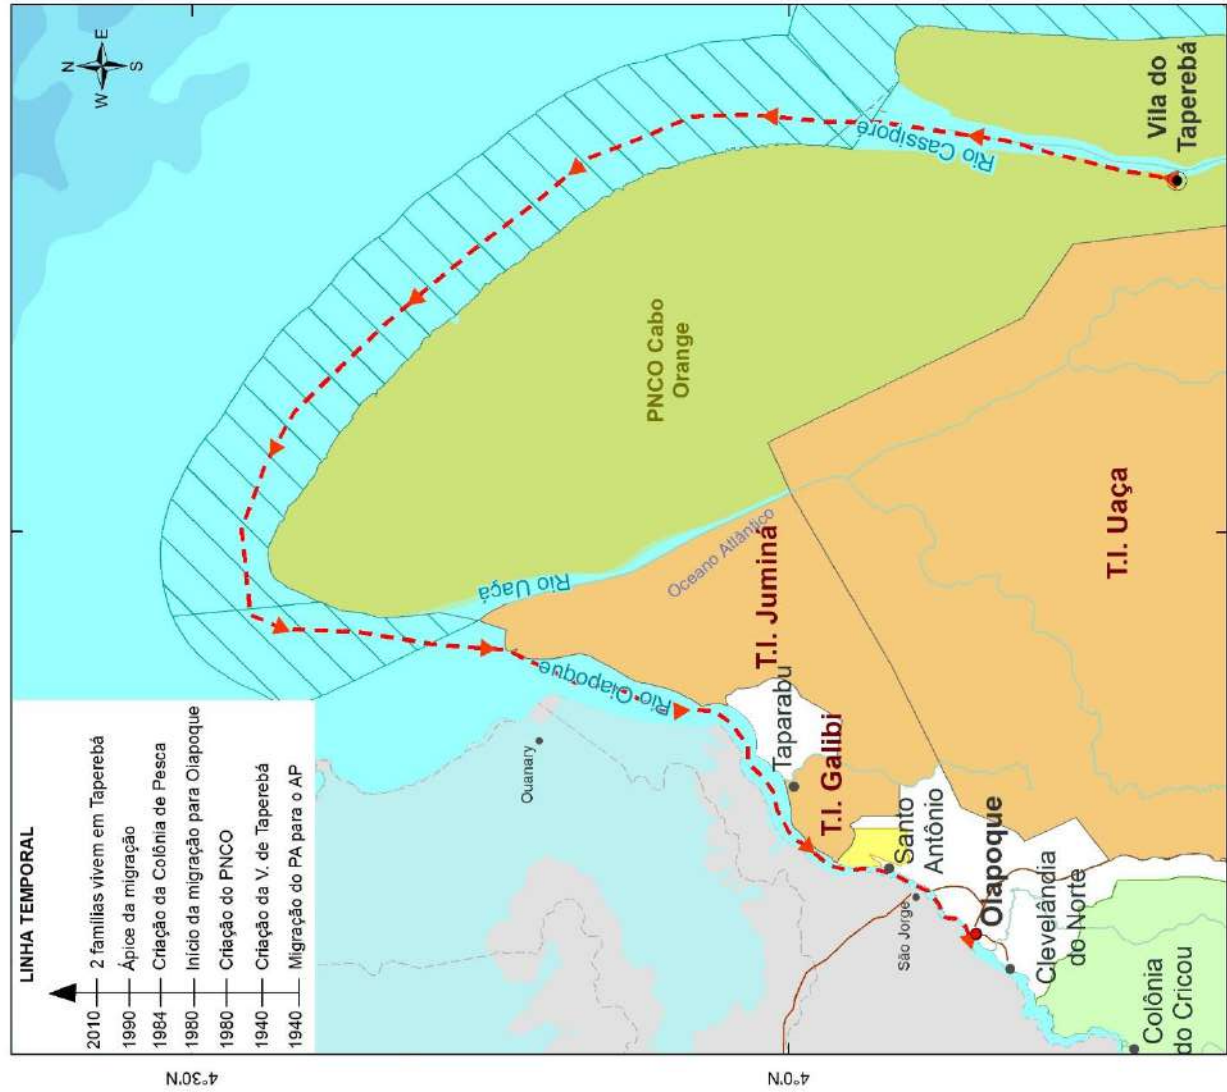 LINHA TEMPORAL
2010 2 famílias vivem em Taperebá
1990 Ápice da migração
1984 Criação da Colônia de Pesca
1980 Início da migração para Oiapoque
1980 Criação do PNCO
1940 Criação da V. de Taperebá
1940 Migração do PA para o AP
N
W E
S
4°30'N
4°0'N
Ouanary
Rio Uaçá
Rio Oiapoque
Oceano Atlântico
PNCO Cabo
Orange
Rio Cassiporé
Vila do
Taperebá
T.I. Juminá
Taparabu
T.I. Galibi
T.I. Uaça
Santo
Antônio
São Jorge
Oiapoque
Clevelândia
do Norte
Colônia
do Cricou